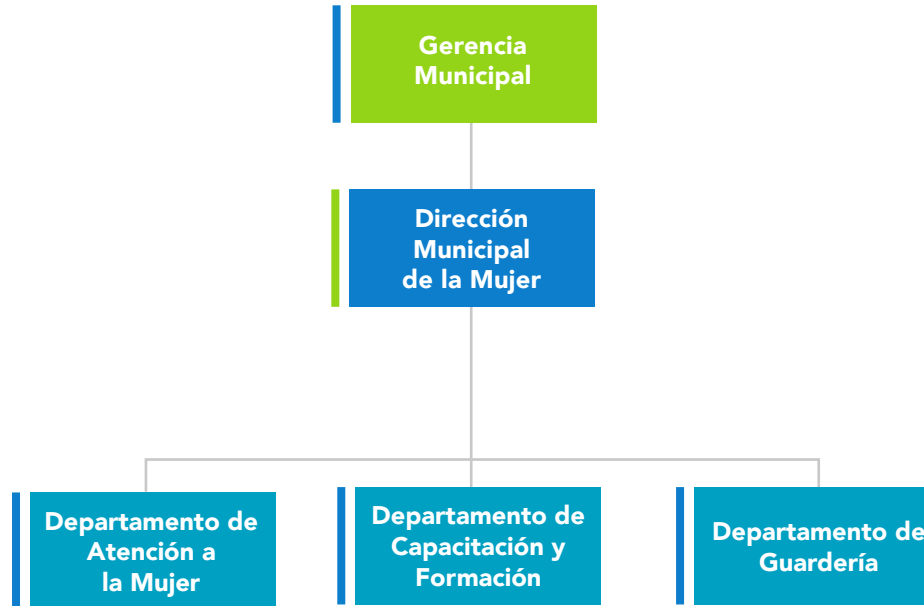 Gerencia
Municipal
Dirección
Municipal
de la Mujer
Departamento de
Atención a
la Mujer
Departamento de
Capacitación y
Formación
Departamento de
Guardería